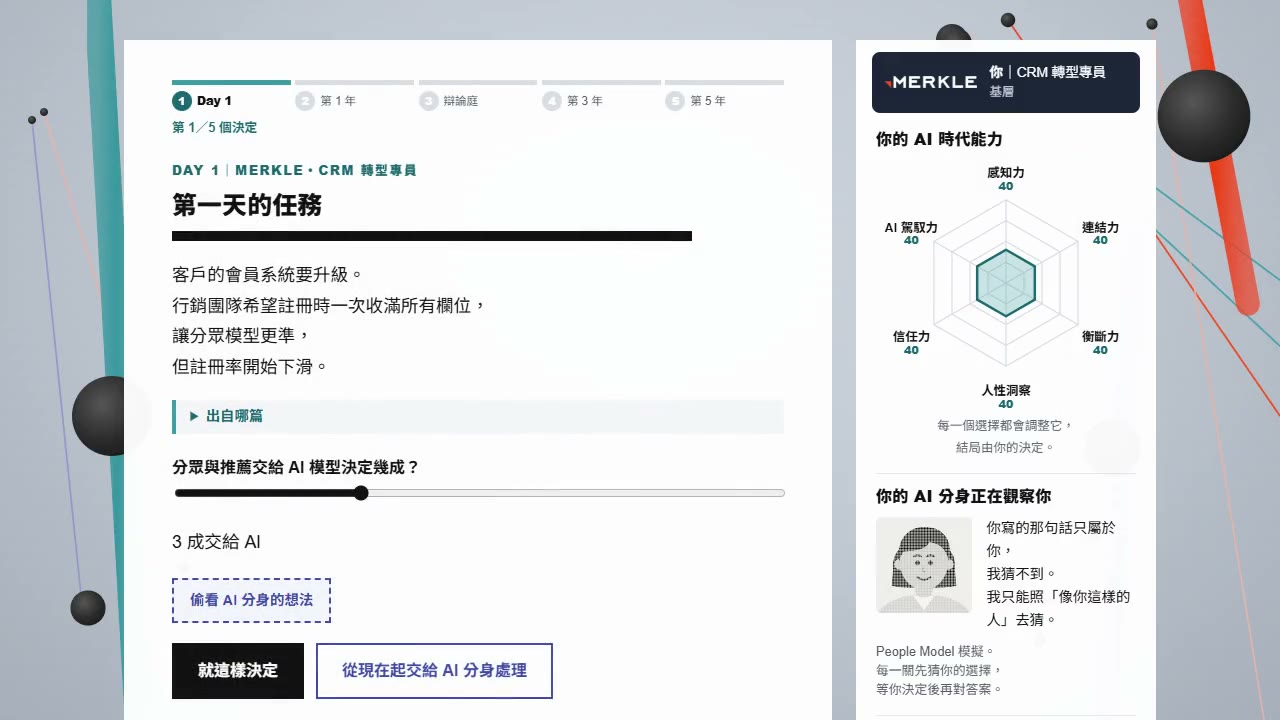 1 Day 1
2 第 1 年
3 辯論庭
4 第 3 年
5 第 5 年
第 1／5 個決定
DAY 1｜MERKLE・CRM 轉型專員
第一天的任務
客戶的會員系統要升級。
行銷團隊希望註冊時一次收滿所有欄位，
讓分眾模型更準，
但註冊率開始下滑。
▶ 出自哪篇
分眾與推薦交給 AI 模型決定幾成？
3 成交給 AI
偷看 AI 分身的想法
就這樣決定
從現在起交給 AI 分身處理
MERKLE
你｜CRM 轉型專員
基層
你的 AI 時代能力
感知力
40
AI 駕馭力
40
連結力
40
信任力
40
衡斷力
40
人性洞察
40
每一個選擇都會調整它，
結局由你的決定。
你的 AI 分身正在觀察你
你寫的那句話只屬於
你，
我猜不到。
我只能照「像你這樣的
人」去猜。
People Model 模擬。
每一關先猜你的選擇，
等你決定後再對答案。